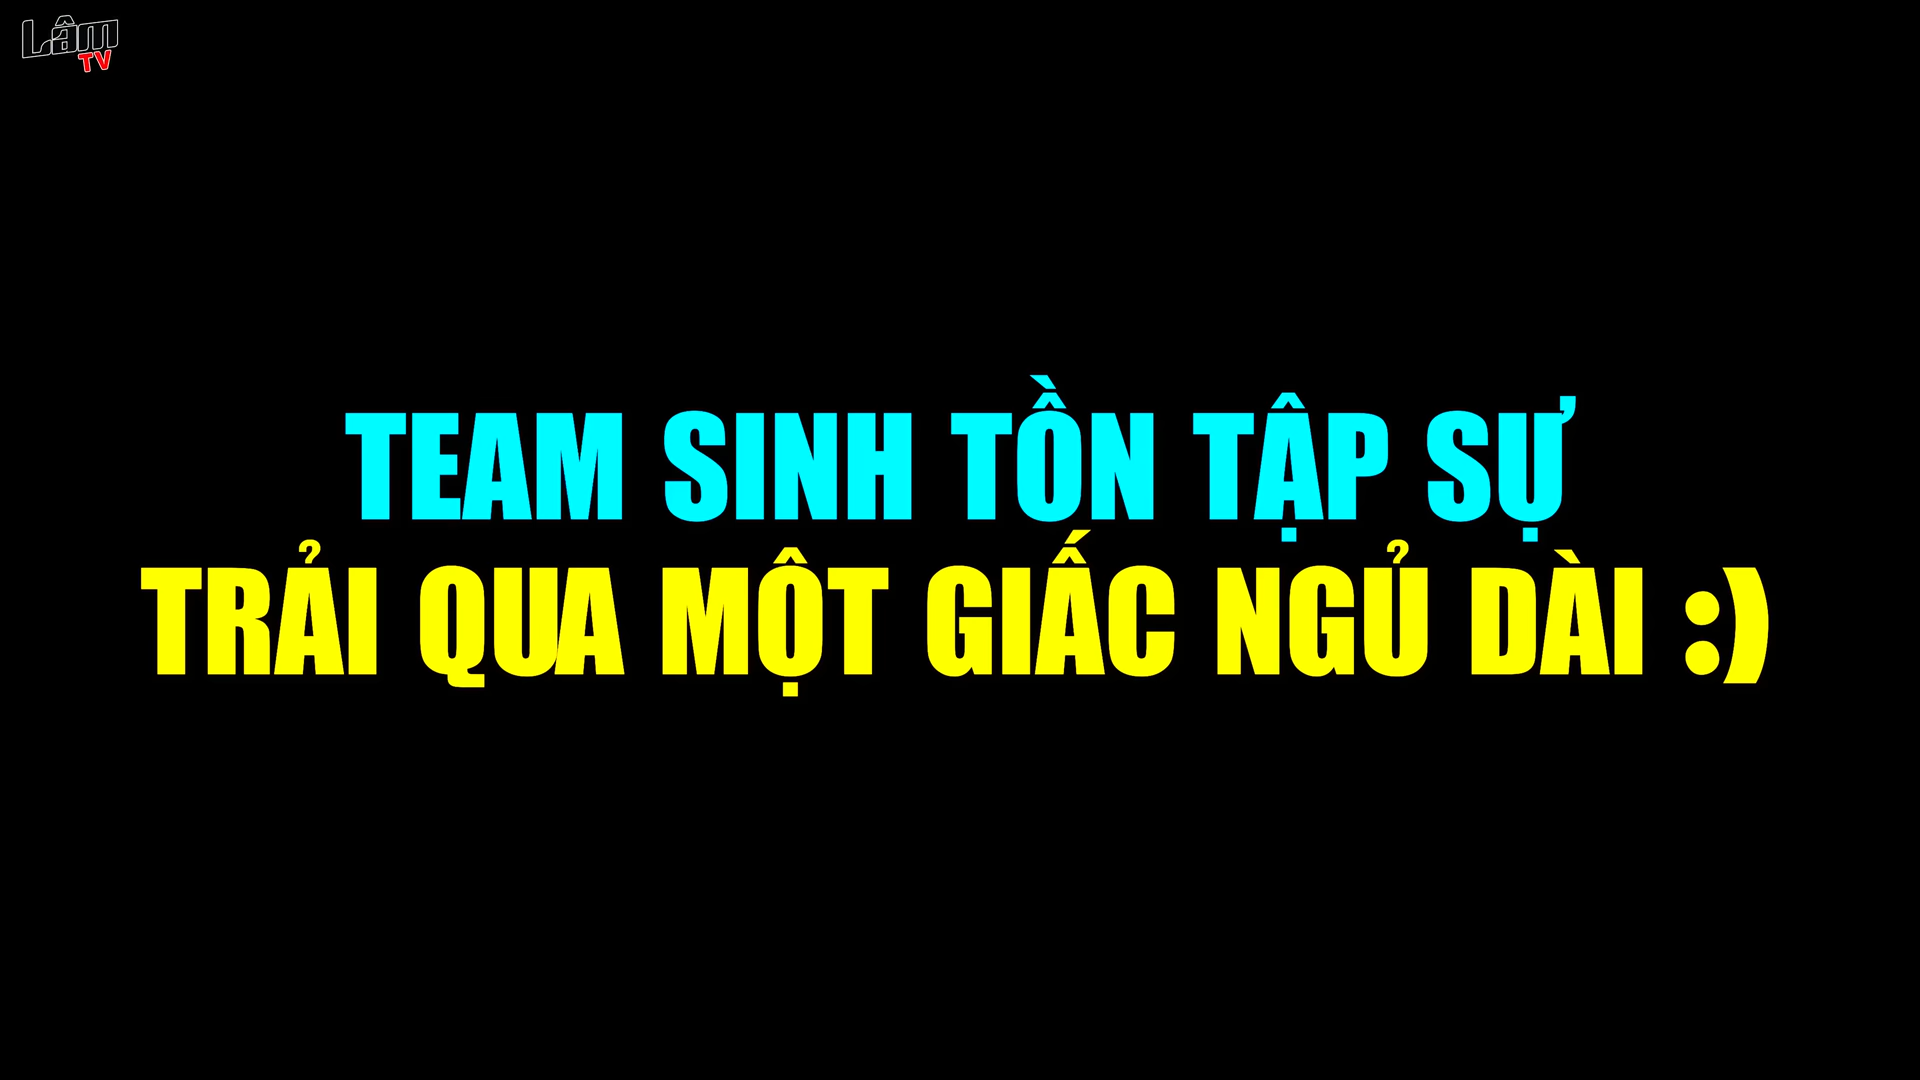 Lâm
TV
TEAM SINH TỒN TẬP SỰ
TRẢI QUA MỘT GIẤC NGỦ DÀI :)